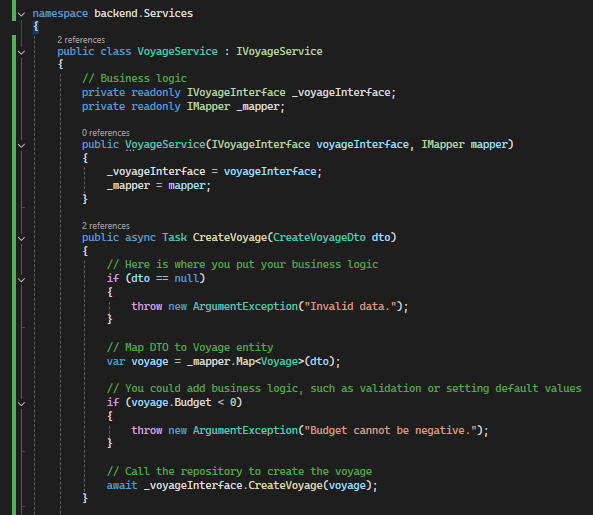 namespace backend.Services
{
2 references
public class VoyageService : IVoyageService
{
// Business logic
private readonly IVoyageInterface _voyageInterface;
private readonly IMapper _mapper;
0 references
public VoyageService(IVoyageInterface voyageInterface, IMapper mapper)
{
_voyageInterface = voyageInterface;
_mapper = mapper;
}
2 references
public async Task CreateVoyage(CreateVoyageDto dto)
{
// Here is where you put your business logic
if (dto == null)
{
throw new ArgumentException("Invalid data.");
}
// Map DTO to Voyage entity
var voyage = _mapper.Map<Voyage>(dto);
// You could add business logic, such as validation or setting default values
if (voyage.Budget < 0)
{
throw new ArgumentException("Budget cannot be negative.");
}
// Call the repository to create the voyage
await _voyageInterface.CreateVoyage(voyage);
}